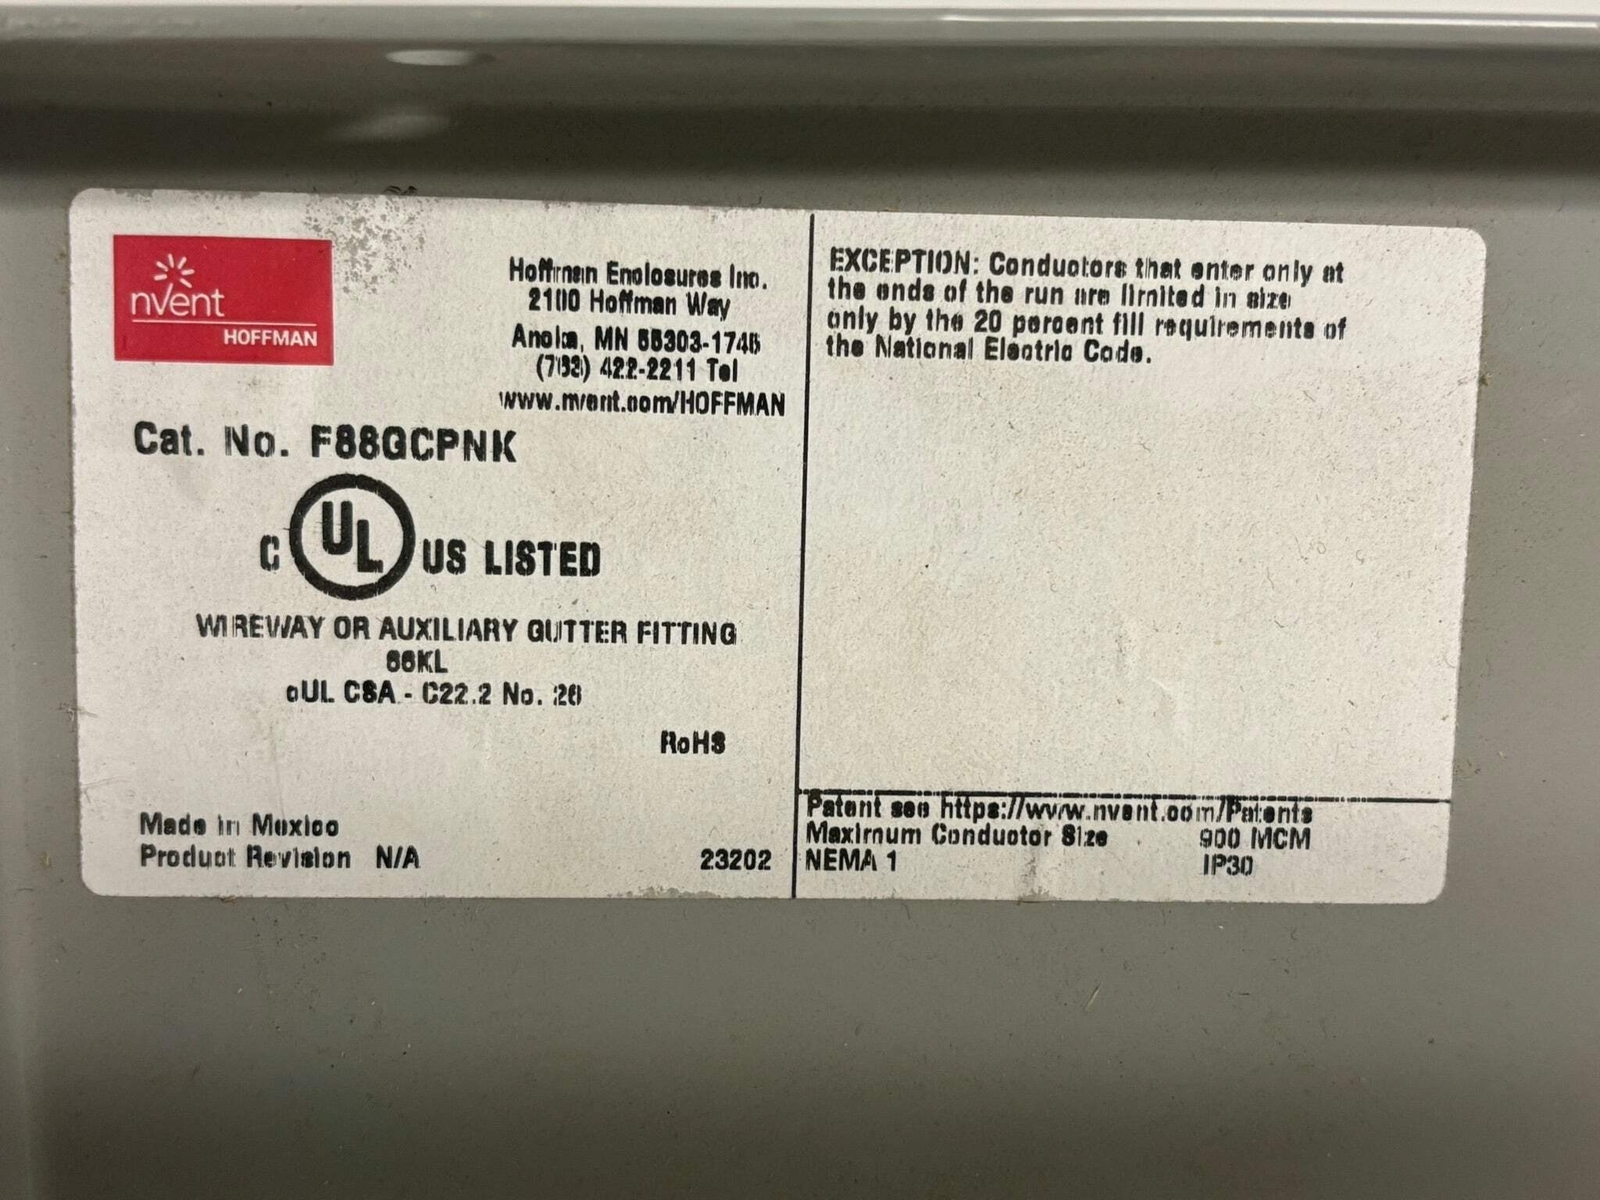 nVent
HOFFMAN
Hoffman Enclosures Inc.
2100 Hoffman Way
Anoka, MN 55303-1745
(763) 422-2211 Tel
www.nvent.com/HOFFMAN
Cat. No. F88GCPNK
C UL US LISTED
WIREWAY OR AUXILIARY GUTTER FITTING
66KL
cUL CSA - C22.2 No. 26
RoHS
Made in Mexico
Product Revision N/A
23202
EXCEPTION: Conductors that enter only at
the ends of the run are limited in size
only by the 20 percent fill requirements of
the National Electric Code.
Patent see https://www.nvent.com/Patents
Maximum Conductor Size 900 MCM
NEMA 1 IP30